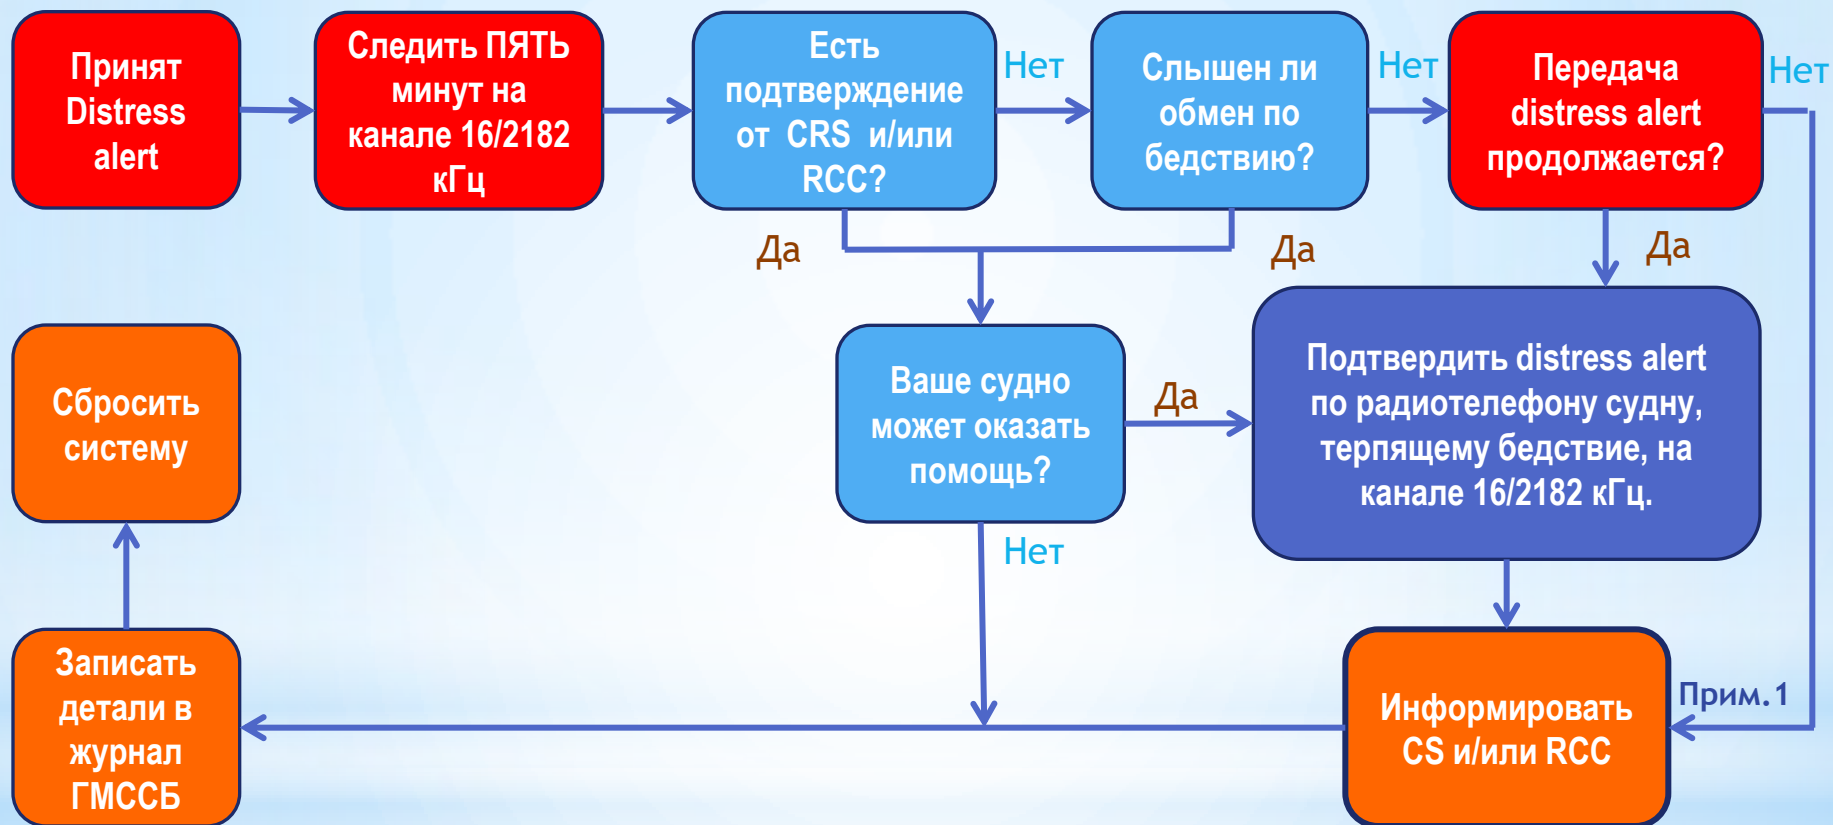 Принят
Distress
alert
Следить ПЯТЬ
минут на
канале 16/2182
кГц
Есть
подтверждение
от CRS и/или
RCC?
Нет
Слышен ли
обмен по
бедствию?
Нет
Передача
distress alert
продолжается?
Нет
Да
Да
Да
Сбросить
систему
Ваше судно
может оказать
помощь?
Да
Подтвердить distress alert
по радиотелефону судну,
терпящему бедствие, на
канале 16/2182 кГц.
Нет
Записать
детали в
журнал
ГМССБ
Информировать
CS и/или RCC
Прим.1